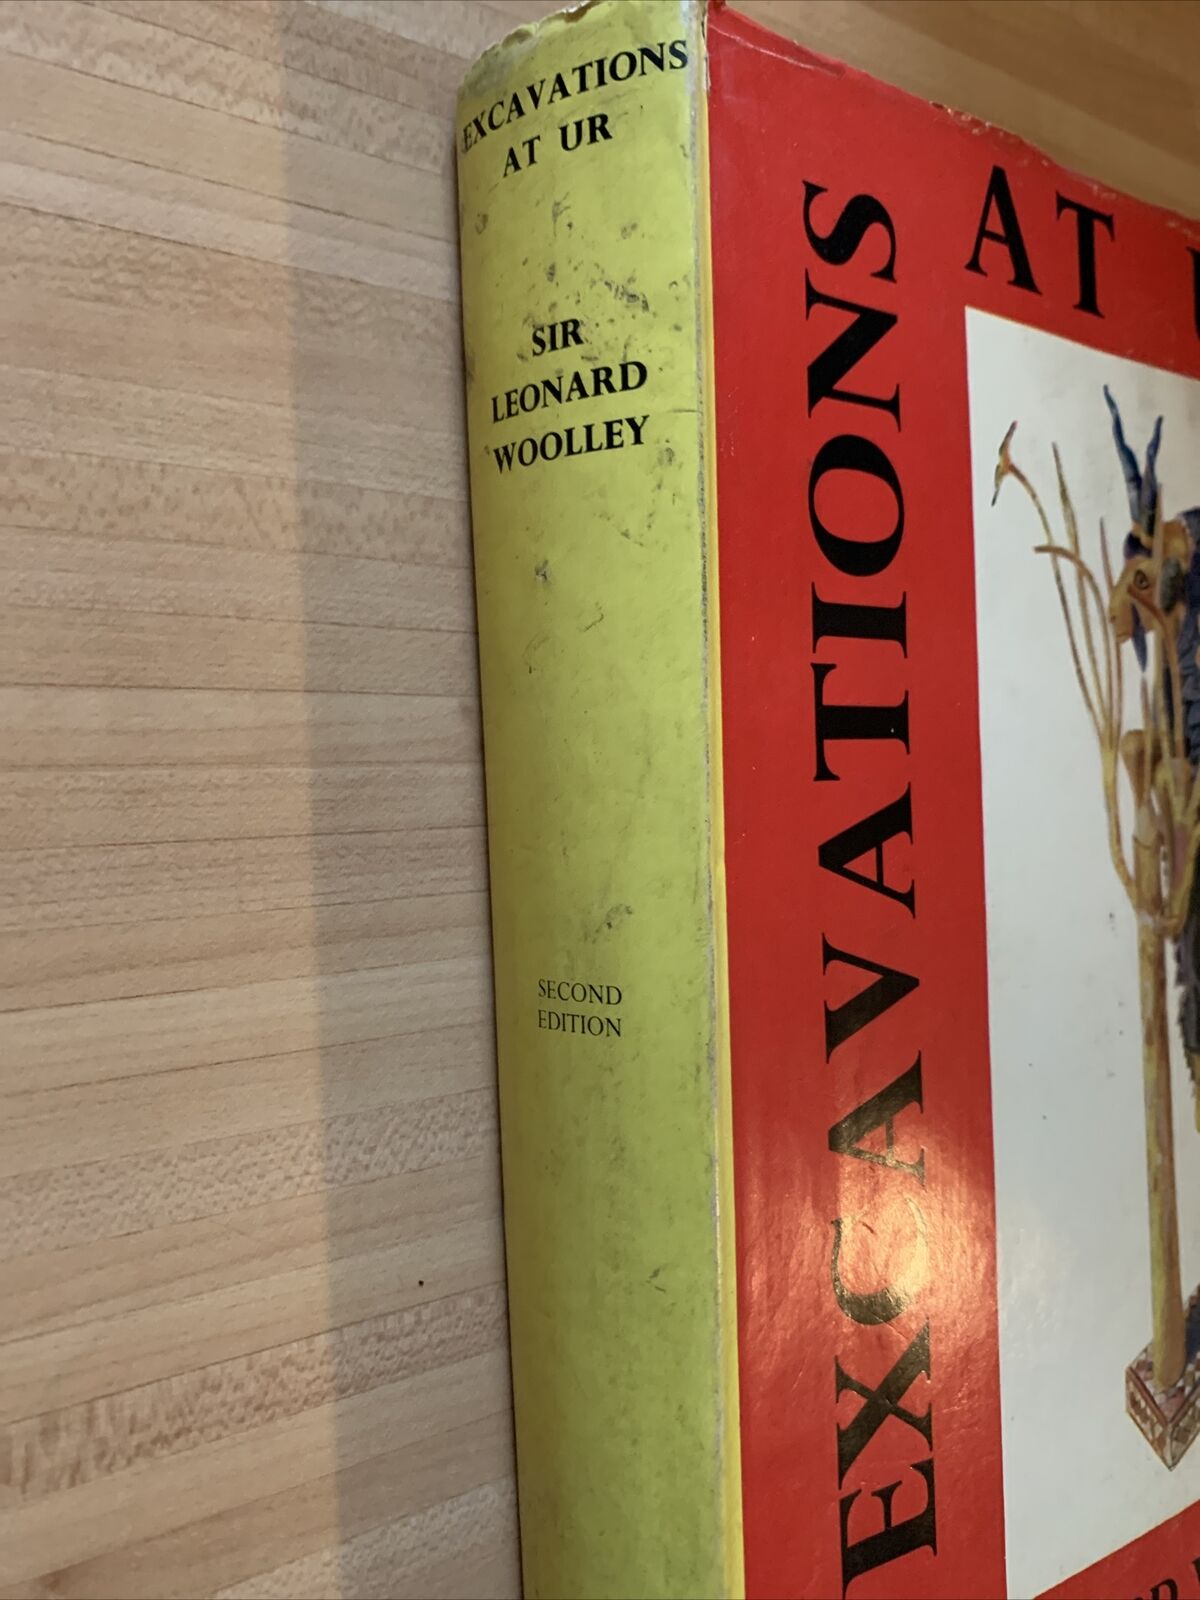 EXCAVATIONS
AT UR
SIR
LEONARD
WOOLLEY
SECOND
EDITION
EXCAVATIONS
AT